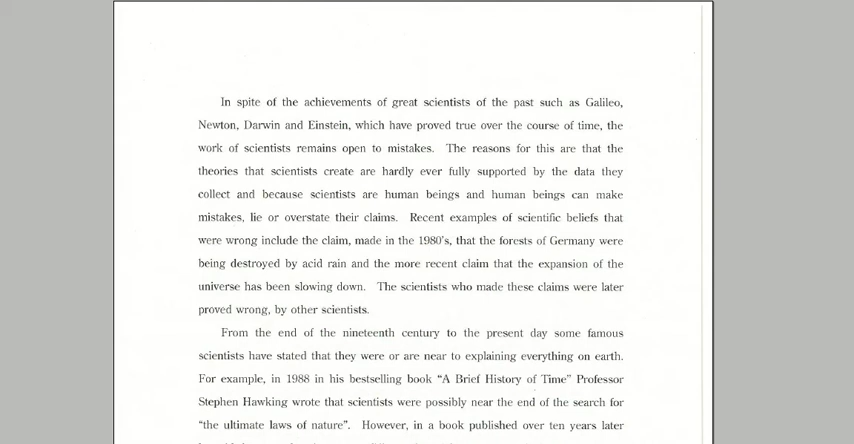 In spite of the achievements of great scientists of the past such as Galileo,
Newton, Darwin and Einstein, which have proved true over the course of time, the
work of scientists remains open to mistakes. The reasons for this are that the
theories that scientists create are hardly ever fully supported by the data they
collect and because scientists are human beings and human beings can make
mistakes, lie or overstate their claims. Recent examples of scientific beliefs that
were wrong include the claim, made in the 1980's, that the forests of Germany were
being destroyed by acid rain and the more recent claim that the expansion of the
universe has been slowing down. The scientists who made these claims were later
proved wrong, by other scientists.
From the end of the nineteenth century to the present day some famous
scientists have stated that they were or are near to explaining everything on earth.
For example, in 1988 in his bestselling book “A Brief History of Time” Professor
Stephen Hawking wrote that scientists were possibly near the end of the search for
“the ultimate laws of nature”. However, in a book published over ten years later